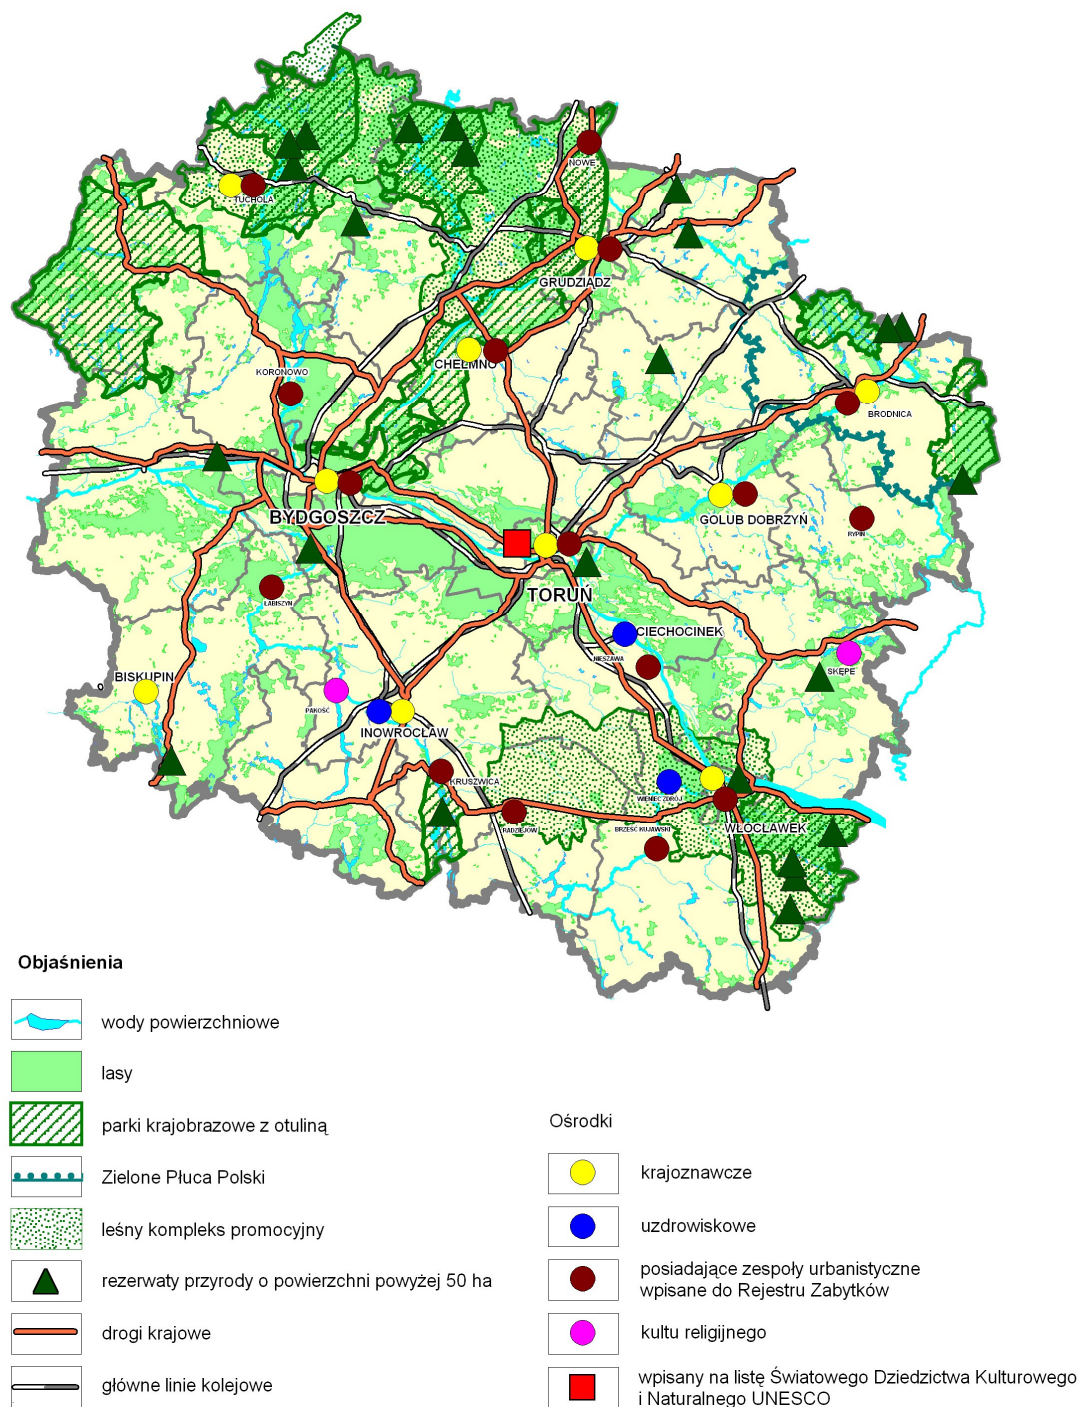 NOWE
TUCHOLA
GRUDZIADZ
CHEŁMNO
KORONOWO
BRODNICA
BYDGOSZCZ
GOLUB DOBRZYŃ
RYPIN
TORUŃ
ŁABISZYN
CIECHOCINEK
NIESZAWA
SKĘPE
BISKUPIN
PAKOŚĆ
INOWROCŁAW
KRUSZWICA
WIENIEC ZDRÓJ
RADZIEJÓW
BRZEŚĆ KUJAWSKI
WŁOCŁAWEK
Objaśnienia
wody powierzchniowe
lasy
parki krajobrazowe z otuliną
Zielone Płuca Polski
leśny kompleks promocyjny
rezerwaty przyrody o powierzchni powyżej 50 ha
drogi krajowe
główne linie kolejowe
Ośrodki
krajoznawcze
uzdrowiskowe
posiadające zespoły urbanistyczne
wpisane do Rejestru Zabytków
kultu religijnego
wpisany na listę Światowego Dziedzictwa Kulturowego
i Naturalnego UNESCO